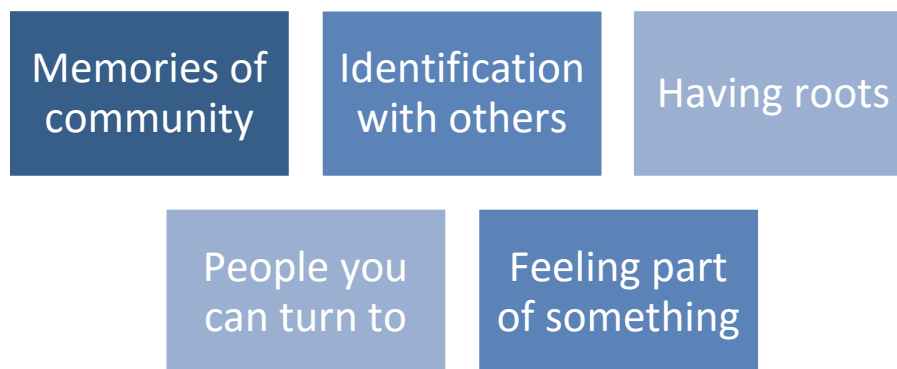 Memories of
community
Identification
with others
Having roots
People you
can turn to
Feeling part
of something